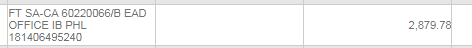 FT SA-CA 60220066/B EAD
OFFICE IB PHL
181406495240
2,879.78